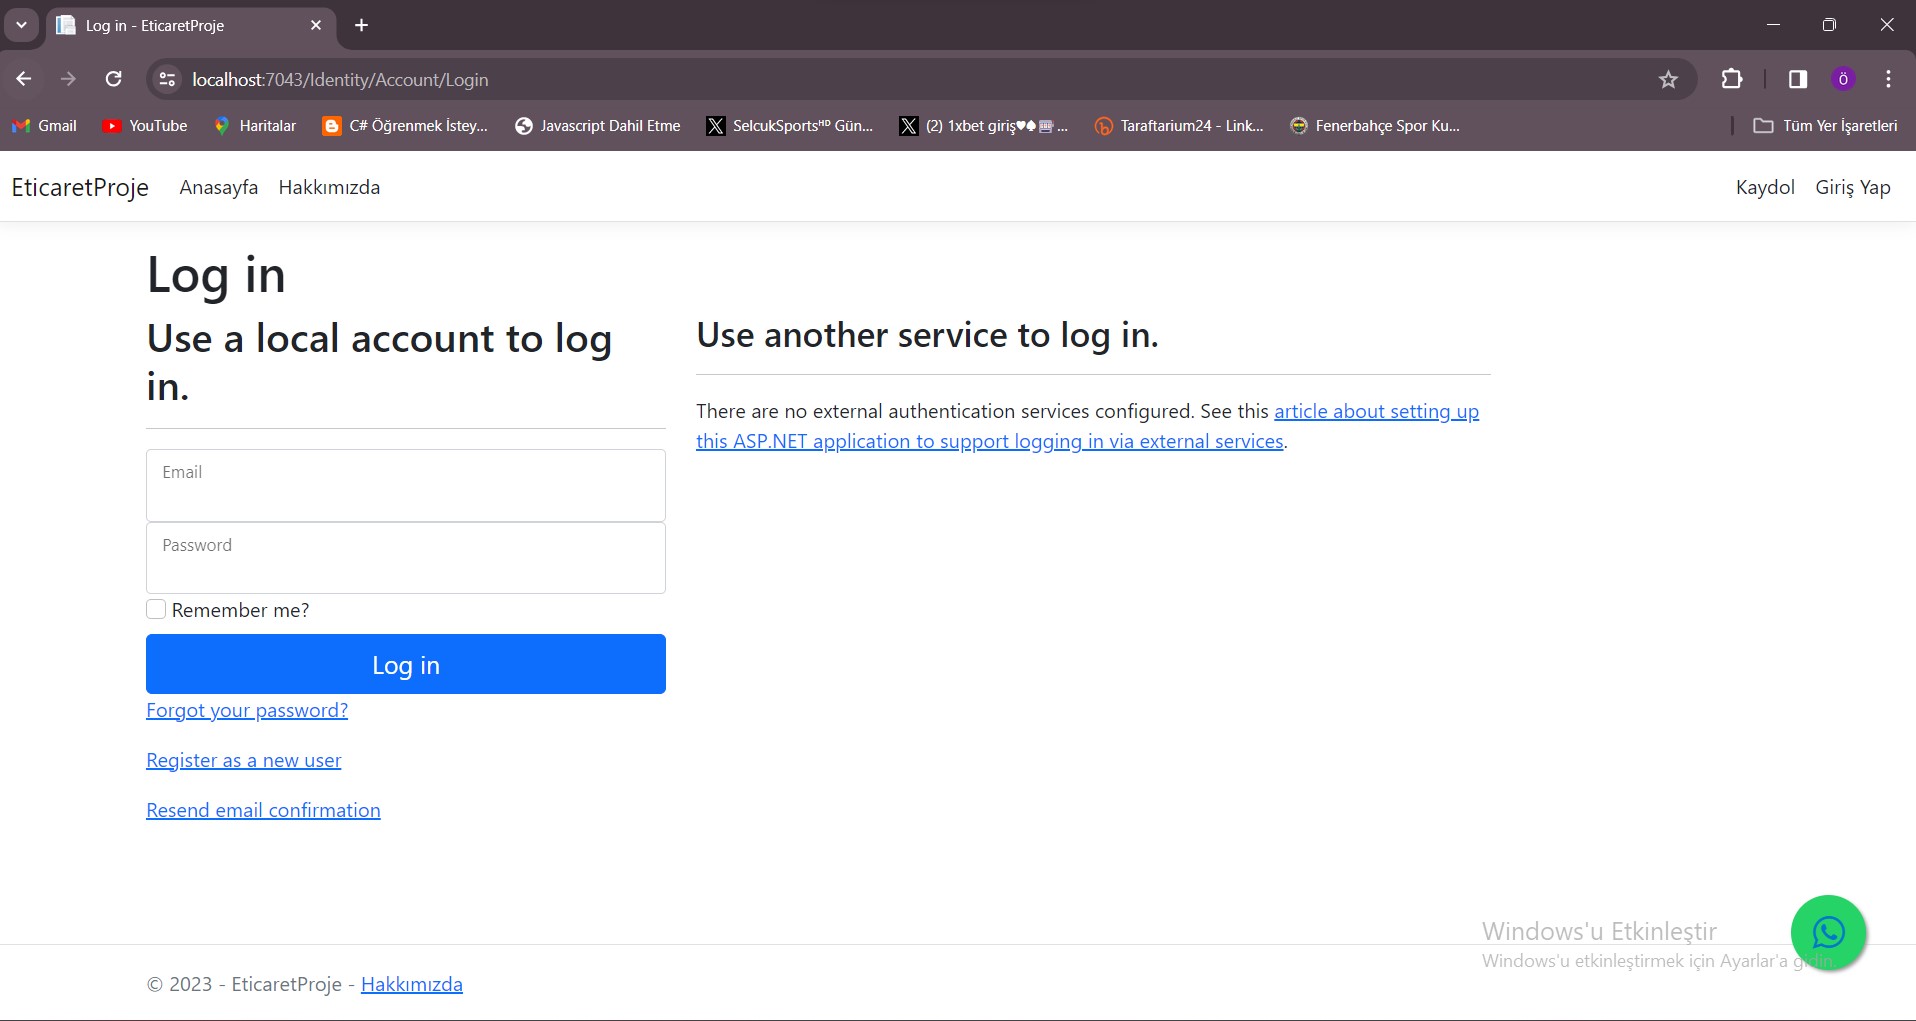 Log in - EticaretProje
localhost:7043/Identity/Account/Login
ö
Gmail YouTube Haritalar C# Öğrenmek İstey... Javascript Dahil Etme SelcukSportsᴴᴰ Gün... (2) 1xbet giriş♥♠🎰 ... Taraftarium24 - Link... Fenerbahçe Spor Ku... Tüm Yer İşaretleri
EticaretProje Anasayfa Hakkımızda Kaydol Giriş Yap
Log in
Use a local account to log
in.
Email
Password
Remember me?
Log in
Forgot your password?
Register as a new user
Resend email confirmation
Use another service to log in.
There are no external authentication services configured. See this article about setting up
this ASP.NET application to support logging in via external services.
Windows'u Etkinleştir
Windows'u etkinleştirmek için Ayarlar'a gidin.
© 2023 - EticaretProje - Hakkımızda